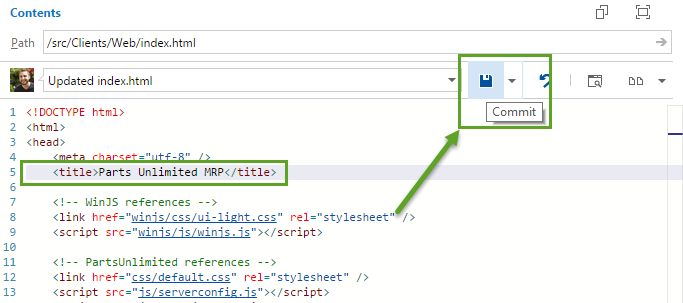 Contents
Path /src/Clients/Web/index.html
Updated index.html
Commit
1 <!DOCTYPE html>
2 <html>
3 <head>
4 <meta charset="utf-8" />
5 <title>Parts Unlimited MRP</title>
6
7 <!-- WinJS references -->
8 <link href="winjs/css/ui-light.css" rel="stylesheet" />
9 <script src="winjs/js/winjs.js"></script>
10
11 <!-- PartsUnlimited references -->
12 <link href="css/default.css" rel="stylesheet" />
13 <script src="js/serverconfig.js"></script>